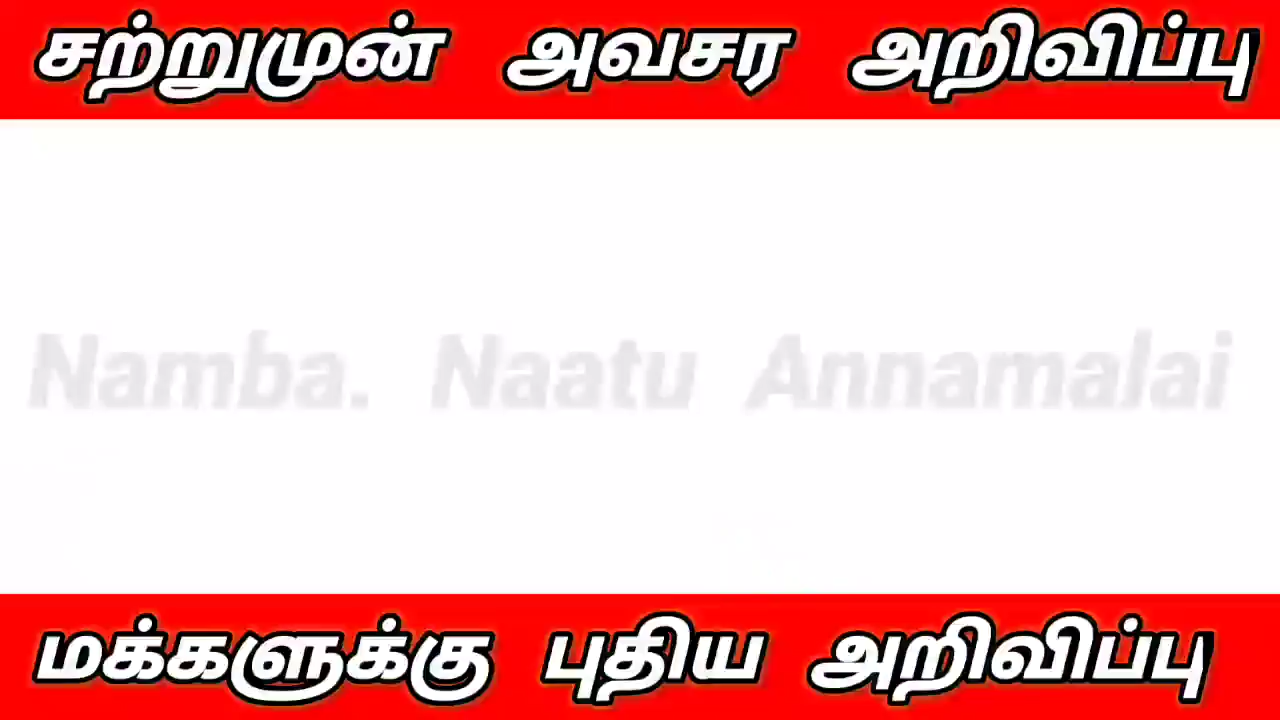 சற்றுமுன் அவசர அறிவிப்பு
Namba. Naatu Annamalai
மக்களுக்கு புதிய அறிவிப்பு